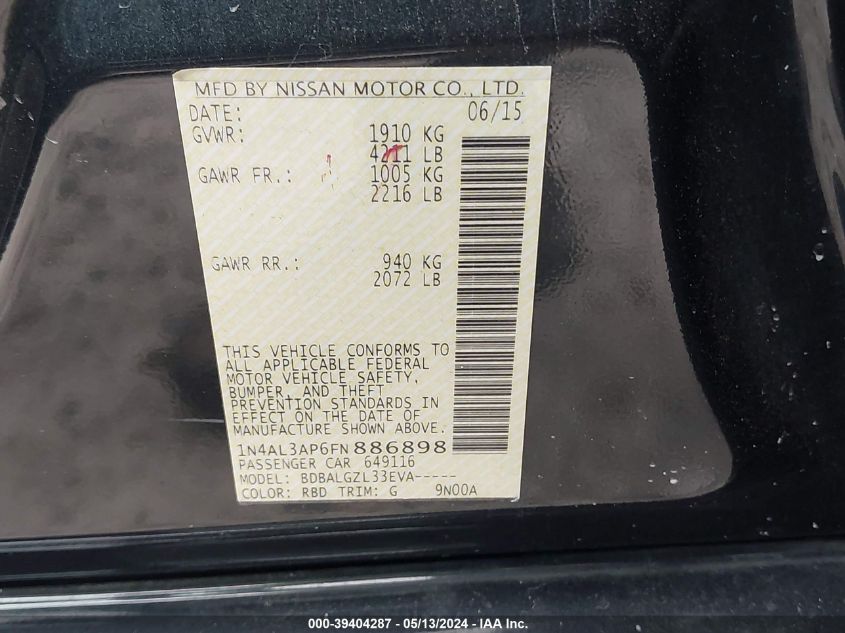 MFD BY NISSAN MOTOR CO., LTD.
DATE: 06/15
GVWR: 1910 KG
4211 LB
GAWR FR.: 1005 KG
2216 LB
GAWR RR.: 940 KG
2072 LB
THIS VEHICLE CONFORMS TO
ALL APPLICABLE FEDERAL
MOTOR VEHICLE SAFETY,
BUMPER, AND THEFT
PREVENTION STANDARDS IN
EFFECT ON THE DATE OF
MANUFACTURE SHOWN ABOVE.
1N4AL3AP6FN886898
PASSENGER CAR 649116
MODEL: BDBALGZL33EVA-----
COLOR: RBD TRIM: G 9N00A
000-39404287 - 05/13/2024 - IAA Inc.